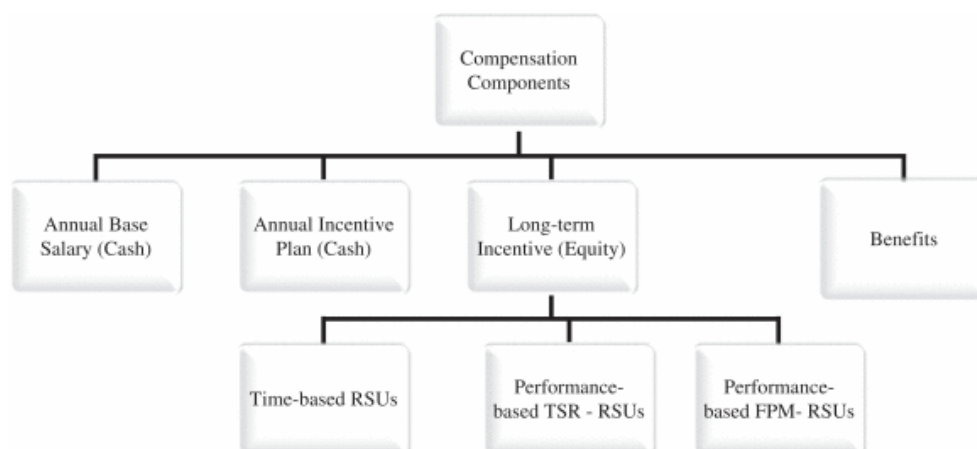 Compensation
Components
Annual Base
Salary (Cash)
Annual Incentive
Plan (Cash)
Long-term
Incentive (Equity)
Benefits
Time-based RSUs
Performance-
based TSR - RSUs
Performance-
based FPM- RSUs